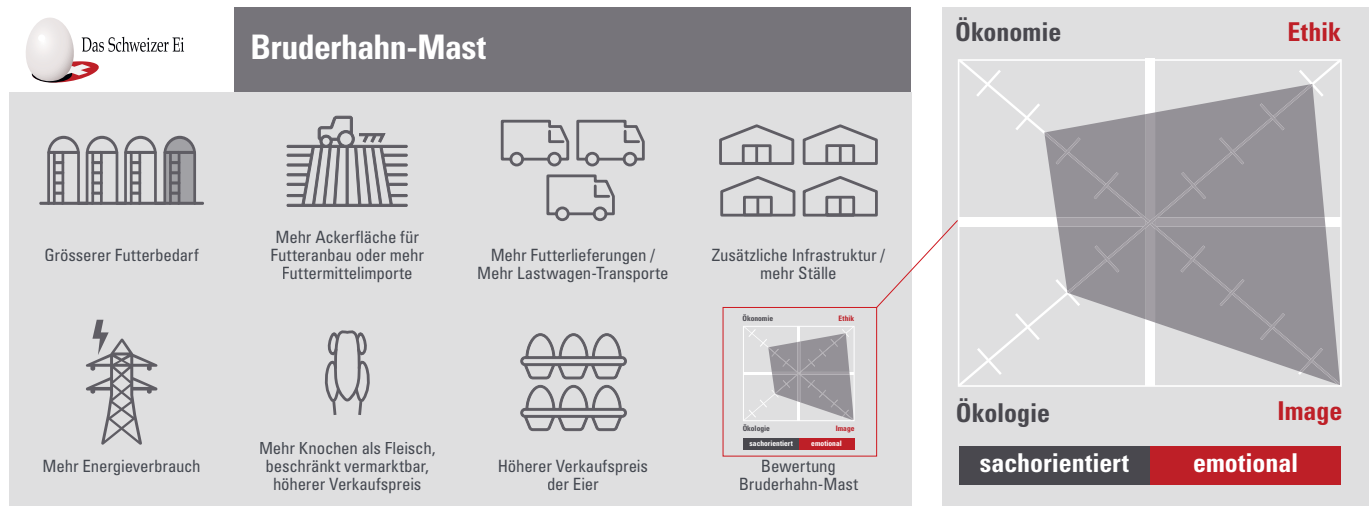 Das Schweizer Ei
Bruderhahn-Mast
Grösserer Futterbedarf
Mehr Ackerfläche für
Futteranbau oder mehr
Futtermittelimporte
Mehr Futterlieferungen /
Mehr Lastwagen-Transporte
Zusätzliche Infrastruktur /
mehr Ställe
Mehr Energieverbrauch
Mehr Knochen als Fleisch,
beschränkt vermarktbar,
höherer Verkaufspreis
Höherer Verkaufspreis
der Eier
Ökonomie Ethik
Ökologie Image
sachorientiert emotional
Bewertung
Bruderhahn-Mast
Ökonomie Ethik
Ökologie Image
sachorientiert emotional